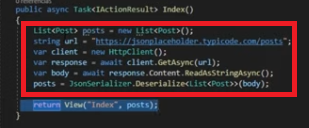 0 referencias
public async Task<IActionResult> Index()
{
List<Post> posts = new List<Post>();
string url = "https://jsonplaceholder.typicode.com/posts";
var client = new HttpClient();
var response = await client.GetAsync(url);
var body = await response.Content.ReadAsStringAsync();
posts = JsonSerializer.Deserialize<List<Post>>(body);
return View("Index", posts);